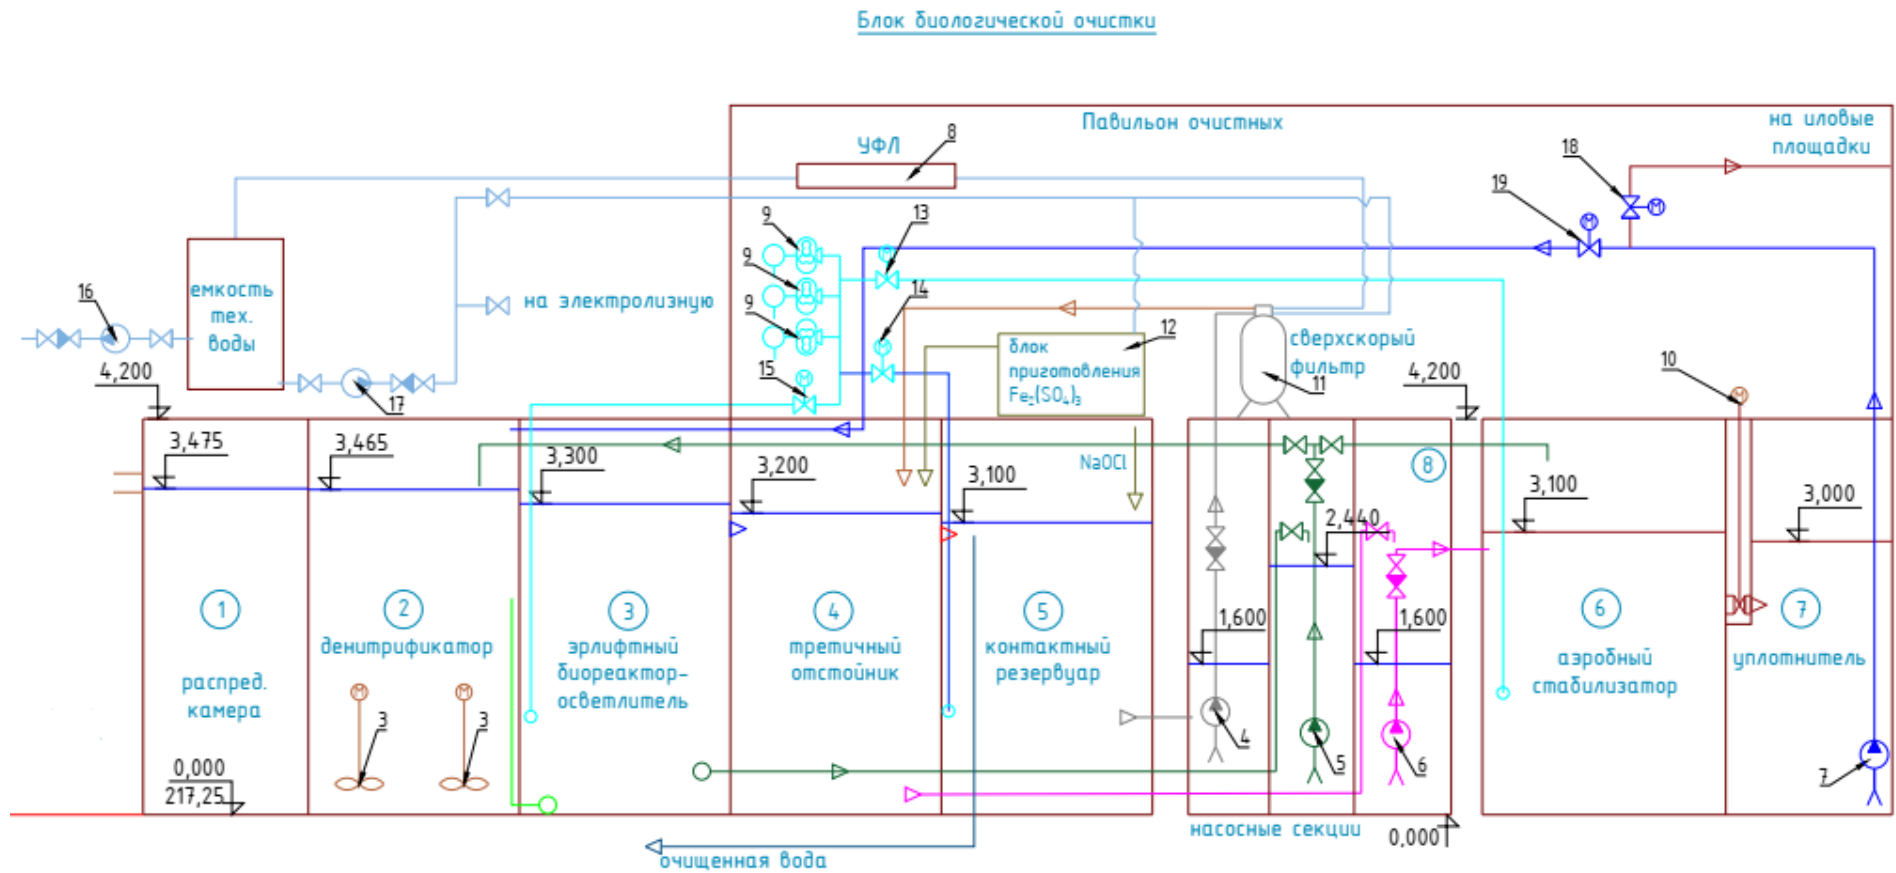 Блок биологической очистки
Павильон очистных
на иловые
площадки
УФЛ
8
18
19
9
13
9
14
9
15
16
емкость
тех.
воды
на электролизную
17
12
блок
приготовления
Fe₂(SO₄)₃
сверхскорый
фильтр
11
10
4,200
4,200
3,475
3,465
3,300
3,200
3,100
NaOCl
8
3,100
3,000
2,440
1,600
1,600
1
распред.
камера
2
денитрификатор
3
3
3
эрлифтный
биореактор-
осветлитель
4
третичный
отстойник
5
контактный
резервуар
6
аэробный
стабилизатор
7
уплотнитель
4
5
6
7
0,000
217,25
насосные секции
0,000
очищенная вода